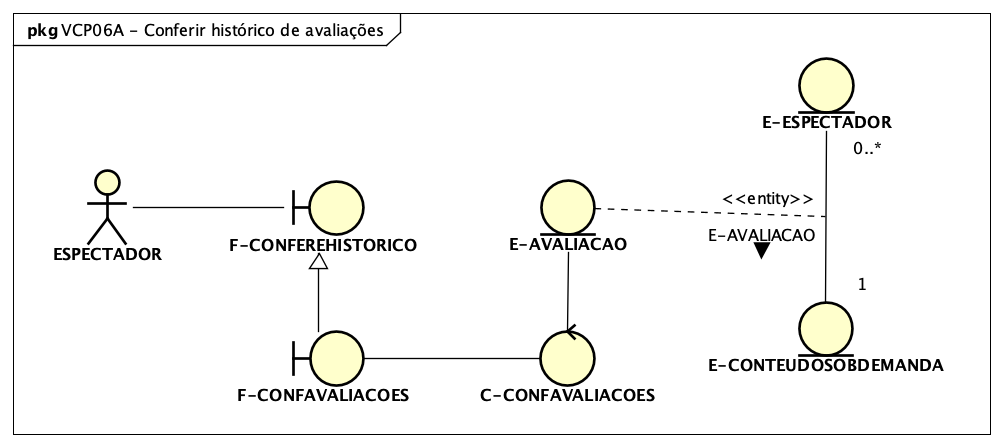 pkg VCP06A - Conferir histórico de avaliações
E-ESPECTADOR
0..*
<<entity>>
E-AVALIACAO
ESPECTADOR
F-CONFEREHISTORICO
E-AVALIACAO
1
E-CONTEUDOSOBDEMANDA
F-CONFAVALIACOES
C-CONFAVALIACOES